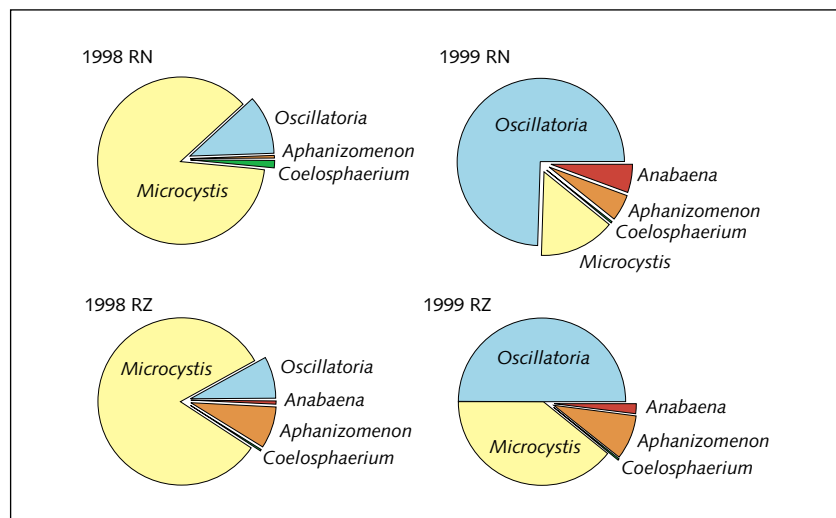 1998 RN
Oscillatoria
Aphanizomenon
Coelosphaerium
Microcystis
1999 RN
Oscillatoria
Anabaena
Aphanizomenon
Coelosphaerium
Microcystis
1998 RZ
Microcystis
Oscillatoria
Anabaena
Aphanizomenon
Coelosphaerium
1999 RZ
Oscillatoria
Anabaena
Aphanizomenon
Microcystis
Coelosphaerium